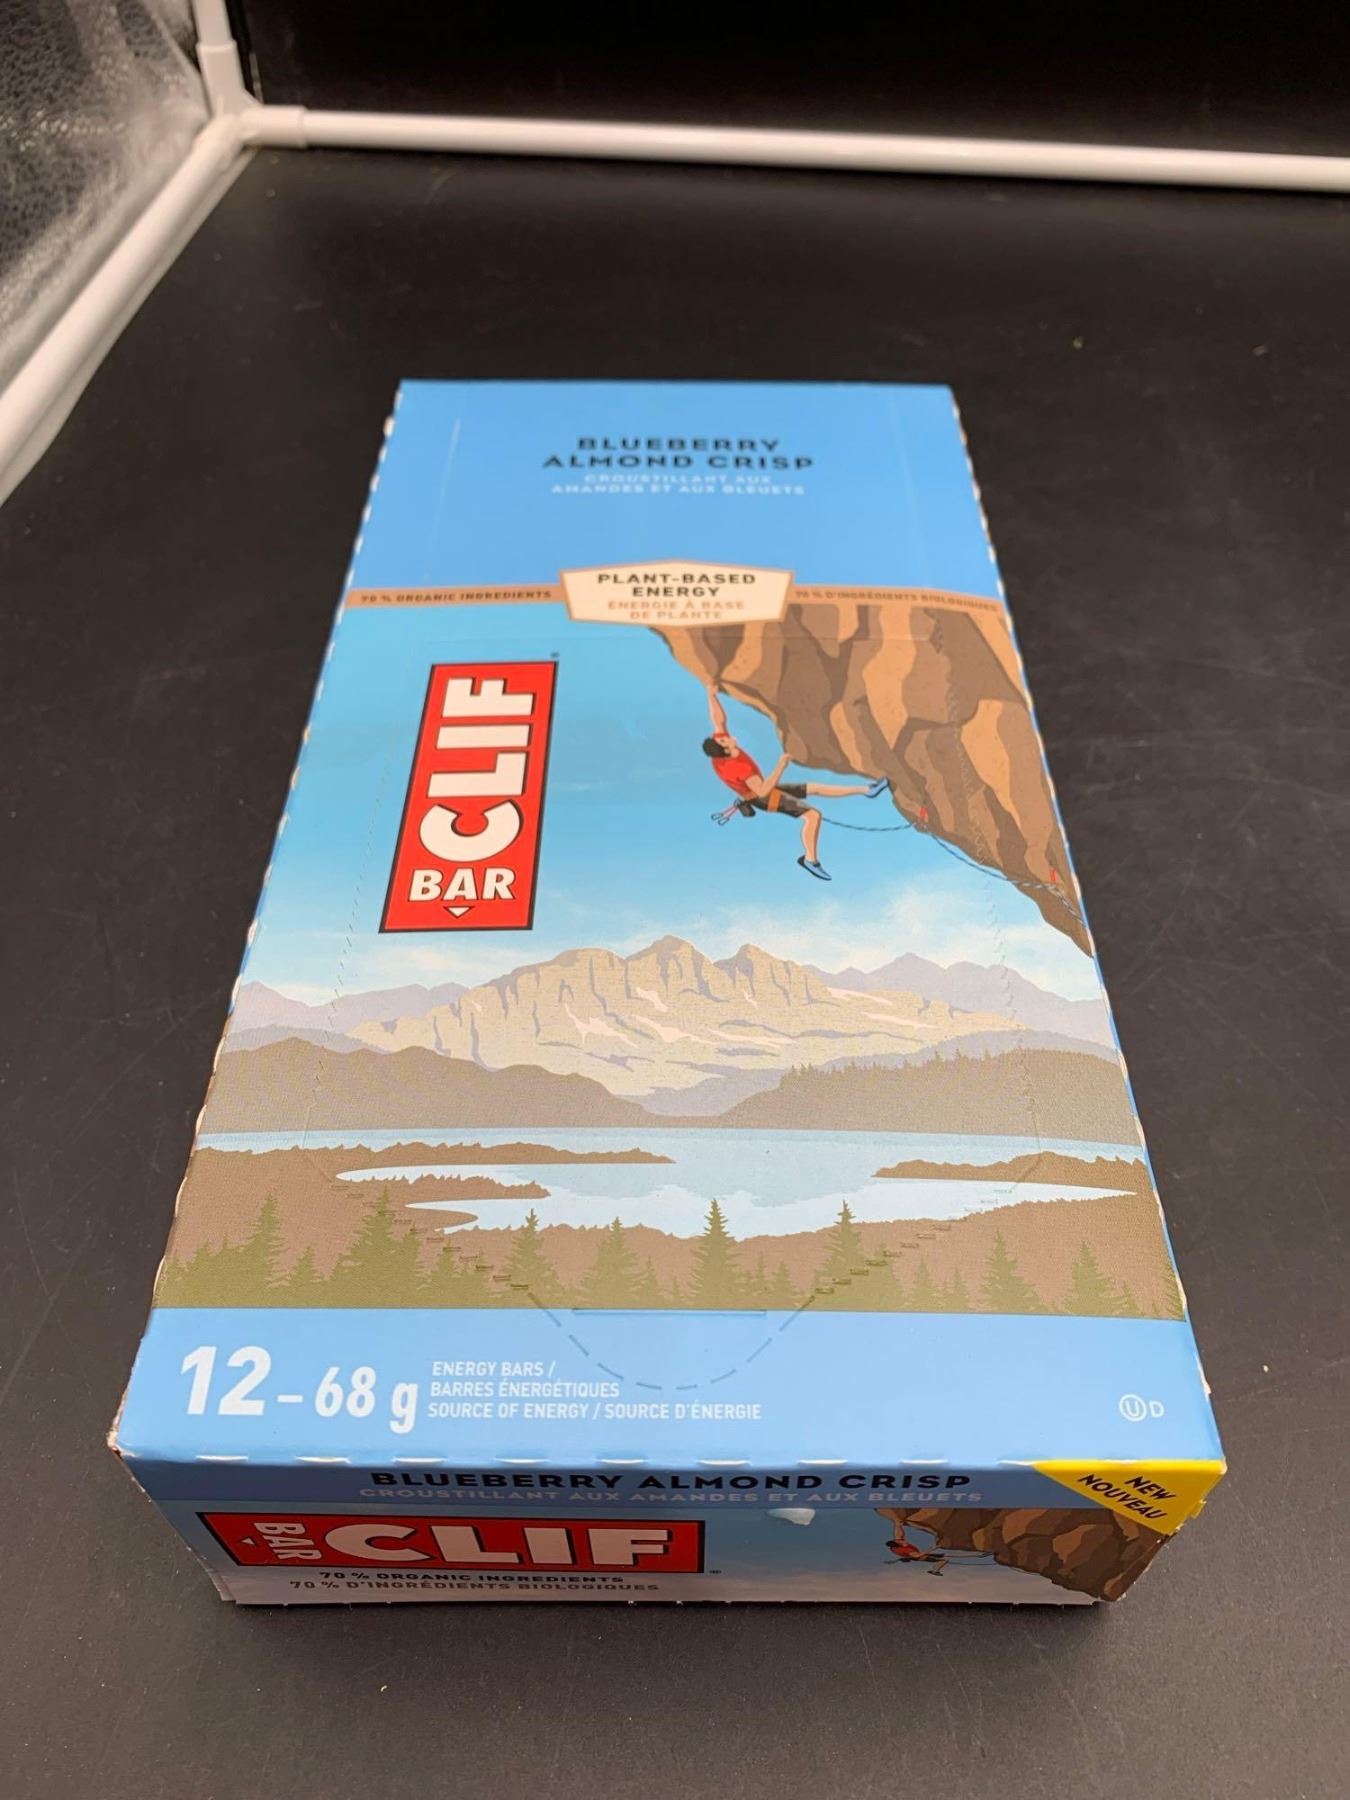 BLUEBERRY
ALMOND CRISP
CROUSTILLANT AUX
AMANDES ET AUX BLEUETS
70 % ORGANIC INGREDIENTS
PLANT-BASED
ENERGY
ÉNERGIE À BASE
DE PLANTE
70 % D'INGRÉDIENTS BIOLOGIQUES
CLIF
BAR
12-68 g
ENERGY BARS /
BARRES ÉNERGÉTIQUES
SOURCE OF ENERGY / SOURCE D'ÉNERGIE
U D
BLUEBERRY ALMOND CRISP
CROUSTILLANT AUX AMANDES ET AUX BLEUETS
NEW
NOUVEAU
CLIF
BAR
70 % ORGANIC INGREDIENTS
70 % D'INGRÉDIENTS BIOLOGIQUES